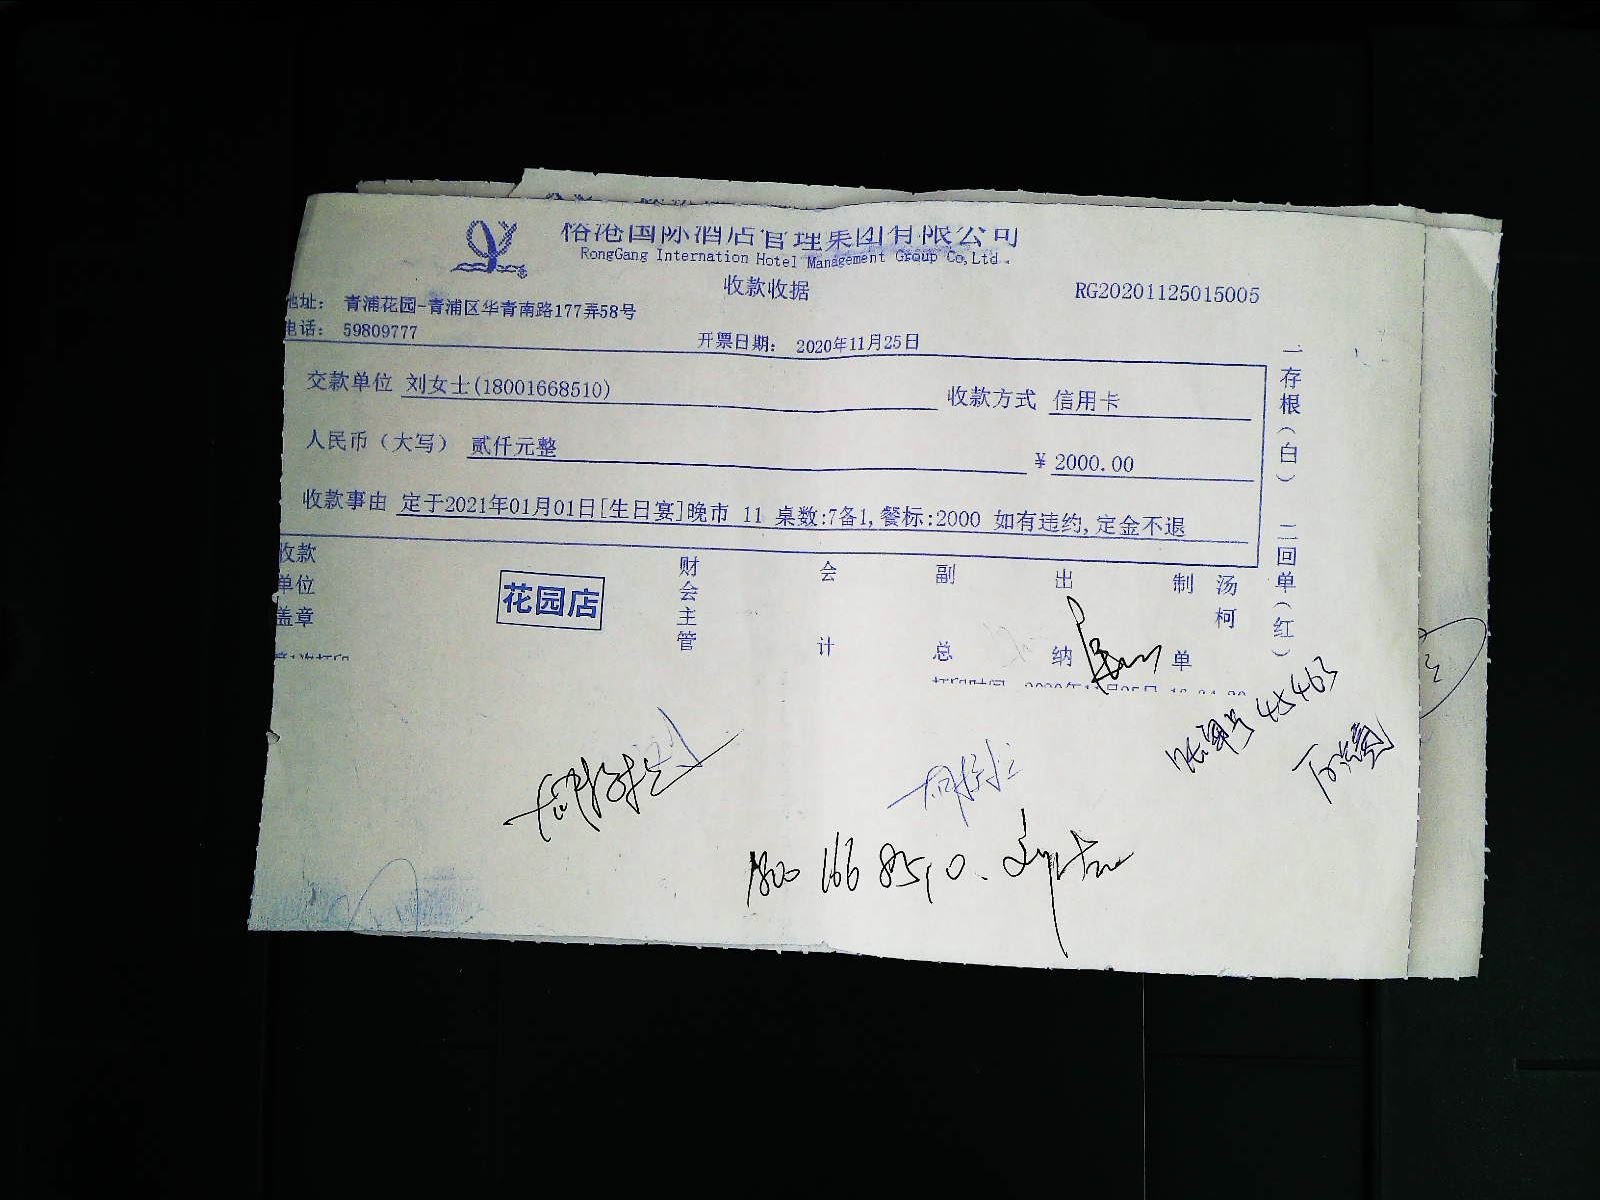 榕港国际酒店管理集团有限公司
RongGang Internation Hotel Management Group Co,Ltd.
收款收据
RG20201125015005
地址： 青浦花园-青浦区华青南路177弄58号
电话： 59809777
开票日期： 2020年11月25日
交款单位 刘女士(18001668510)
收款方式 信用卡
人民币（大写） 贰仟元整
¥ 2000.00
收款事由 定于2021年01月01日[生日宴]晚市 11 桌数:7备1,餐标:2000 如有违约,定金不退
一存根（白） 二回单（红）
收款单位盖章
花园店
财会主管
会计
副总
出纳
制单
汤柯
账单号 45463
1800 166 8510.